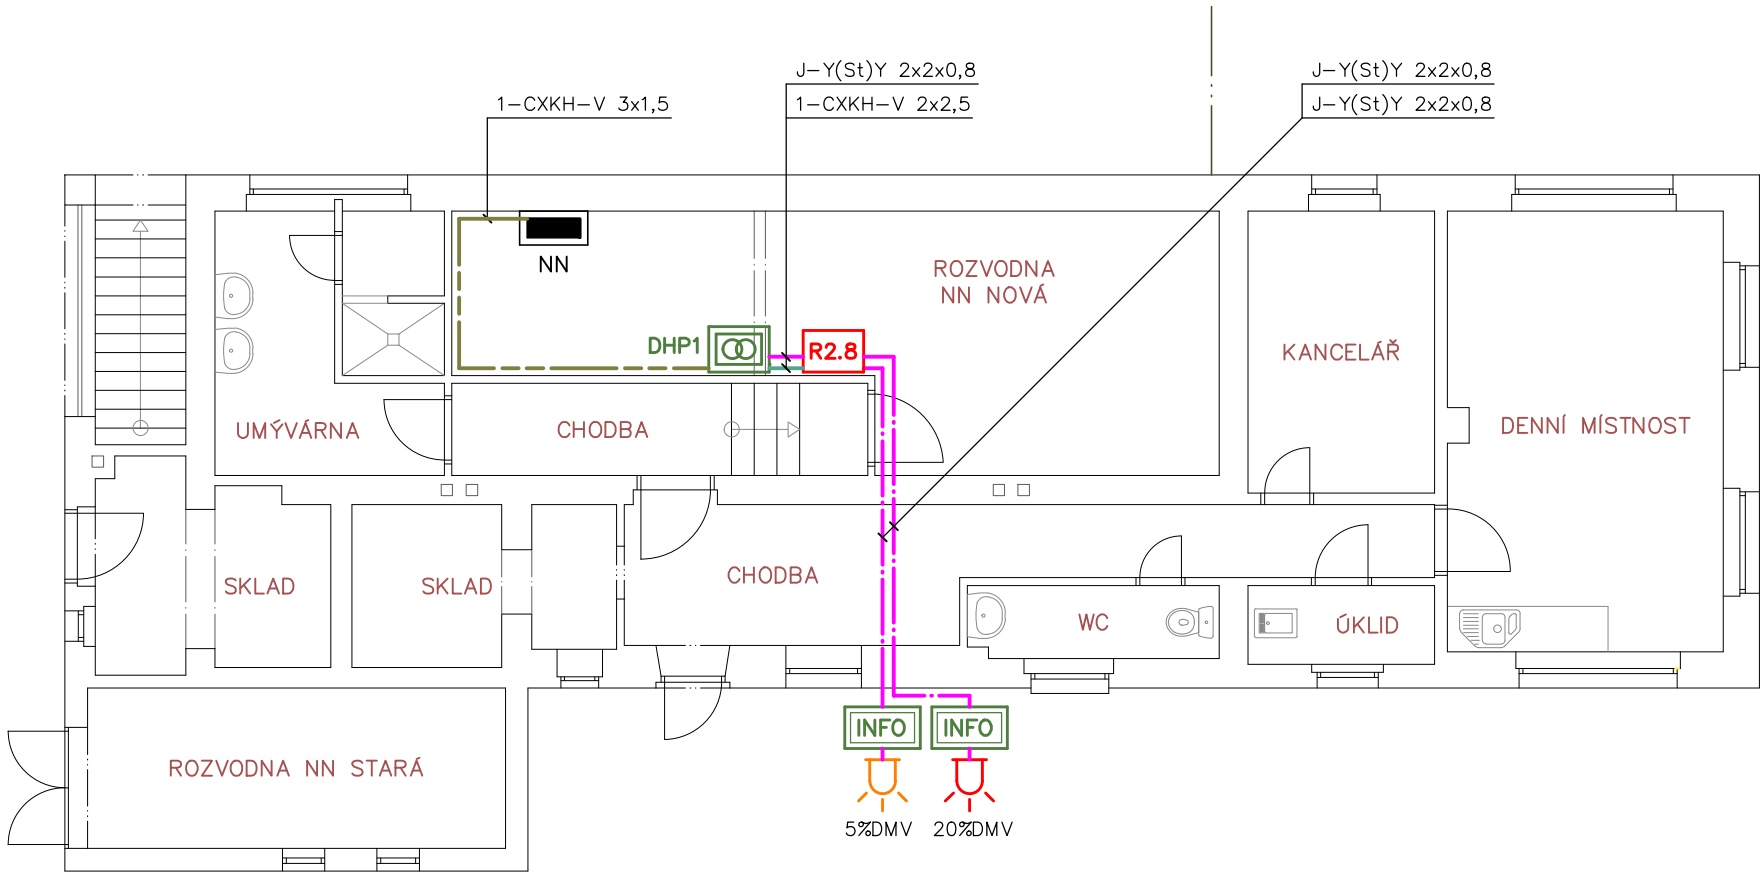 J-Y(St)Y 2x2x0,8
J-Y(St)Y 2x2x0,8
1-CXKH-V 3x1,5
1-CXKH-V 2x2,5
J-Y(St)Y 2x2x0,8
NN
ROZVODNA
NN NOVÁ
DHP1
R2.8
KANCELÁŘ
UMÝVÁRNA
CHODBA
DENNÍ MÍSTNOST
SKLAD
SKLAD
CHODBA
WC
ÚKLID
INFO
INFO
ROZVODNA NN STARÁ
5%DMV
20%DMV